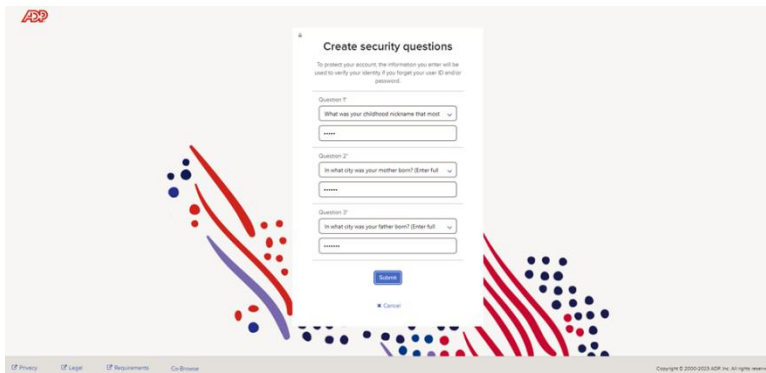 ADP
Create security questions
To protect your account, the information you enter will be
used to verify your identity if you forget your user ID and/or
password.
Question 1*
What was your childhood nickname that most
•••••
Question 2*
In what city was your mother born? (Enter full
••••••
Question 3*
In what city was your father born? (Enter full
•••••••
Submit
× Cancel
Privacy Legal Requirements Co-Browse Copyright © 2000-2023 ADP, Inc. All rights reserve